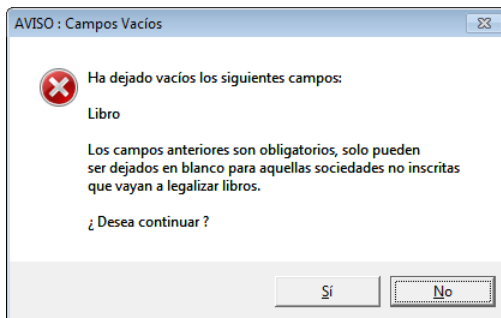 AVISO : Campos Vacíos
Ha dejado vacíos los siguientes campos:
Libro
Los campos anteriores son obligatorios, solo pueden
ser dejados en blanco para aquellas sociedades no inscritas
que vayan a legalizar libros.
¿ Desea continuar ?
Sí
No